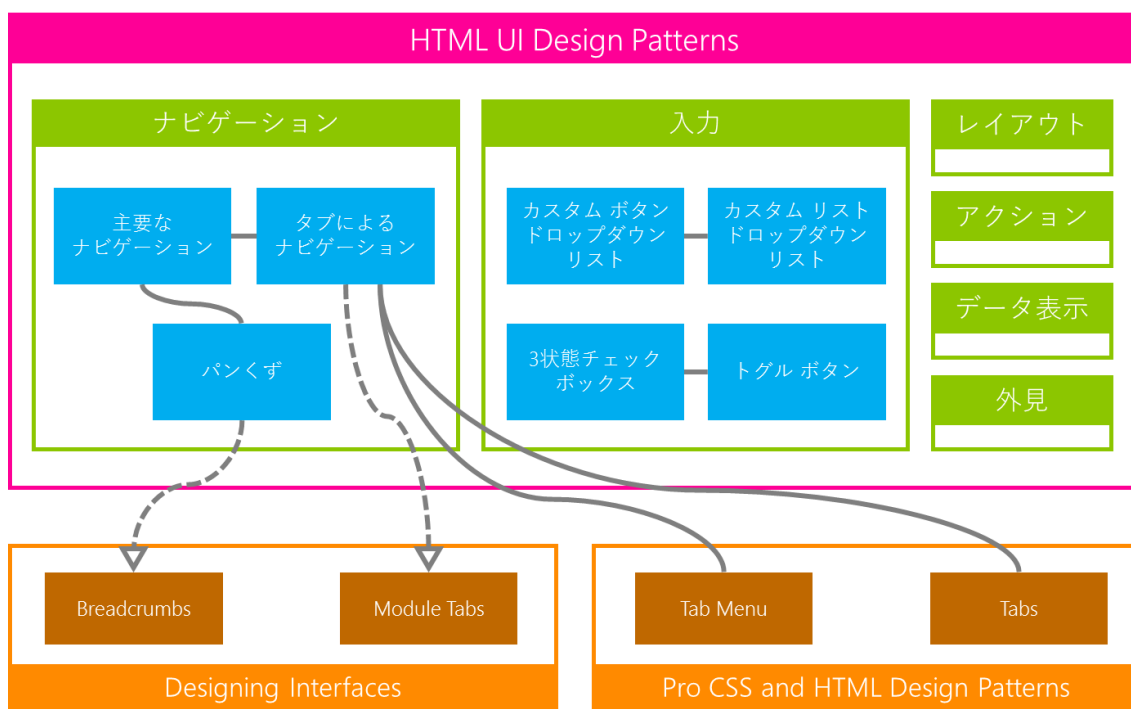 HTML UI Design Patterns
ナビゲーション
主要な
ナビゲーション
タブによる
ナビゲーション
パンくず
入力
カスタム ボタン
ドロップダウン
リスト
カスタム リスト
ドロップダウン
リスト
3状態チェック
ボックス
トグル ボタン
レイアウト
アクション
データ表示
外見
Breadcrumbs
Module Tabs
Designing Interfaces
Tab Menu
Tabs
Pro CSS and HTML Design Patterns